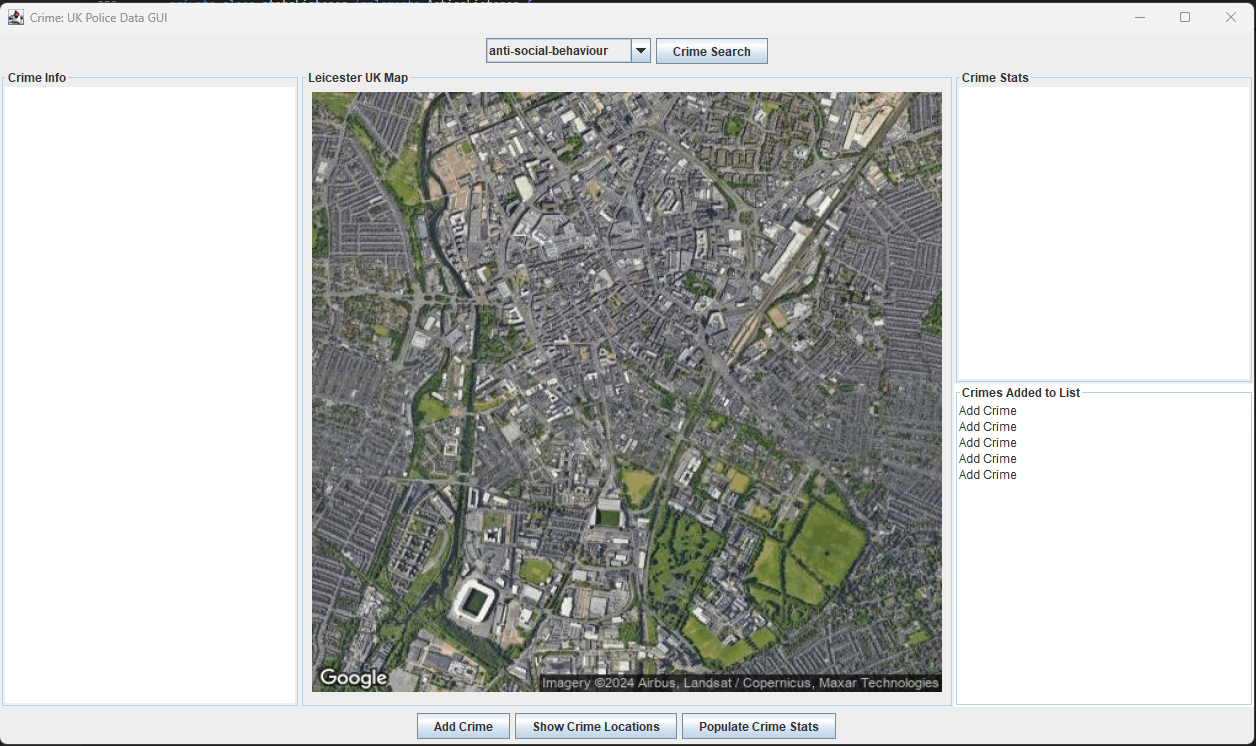 Crime: UK Police Data GUI
anti-social-behaviour
Crime Search
Crime Info
Leicester UK Map
Crime Stats
Crimes Added to List
Add Crime
Add Crime
Add Crime
Add Crime
Add Crime
Google
Imagery ©2024 Airbus, Landsat / Copernicus, Maxar Technologies
Add Crime
Show Crime Locations
Populate Crime Stats